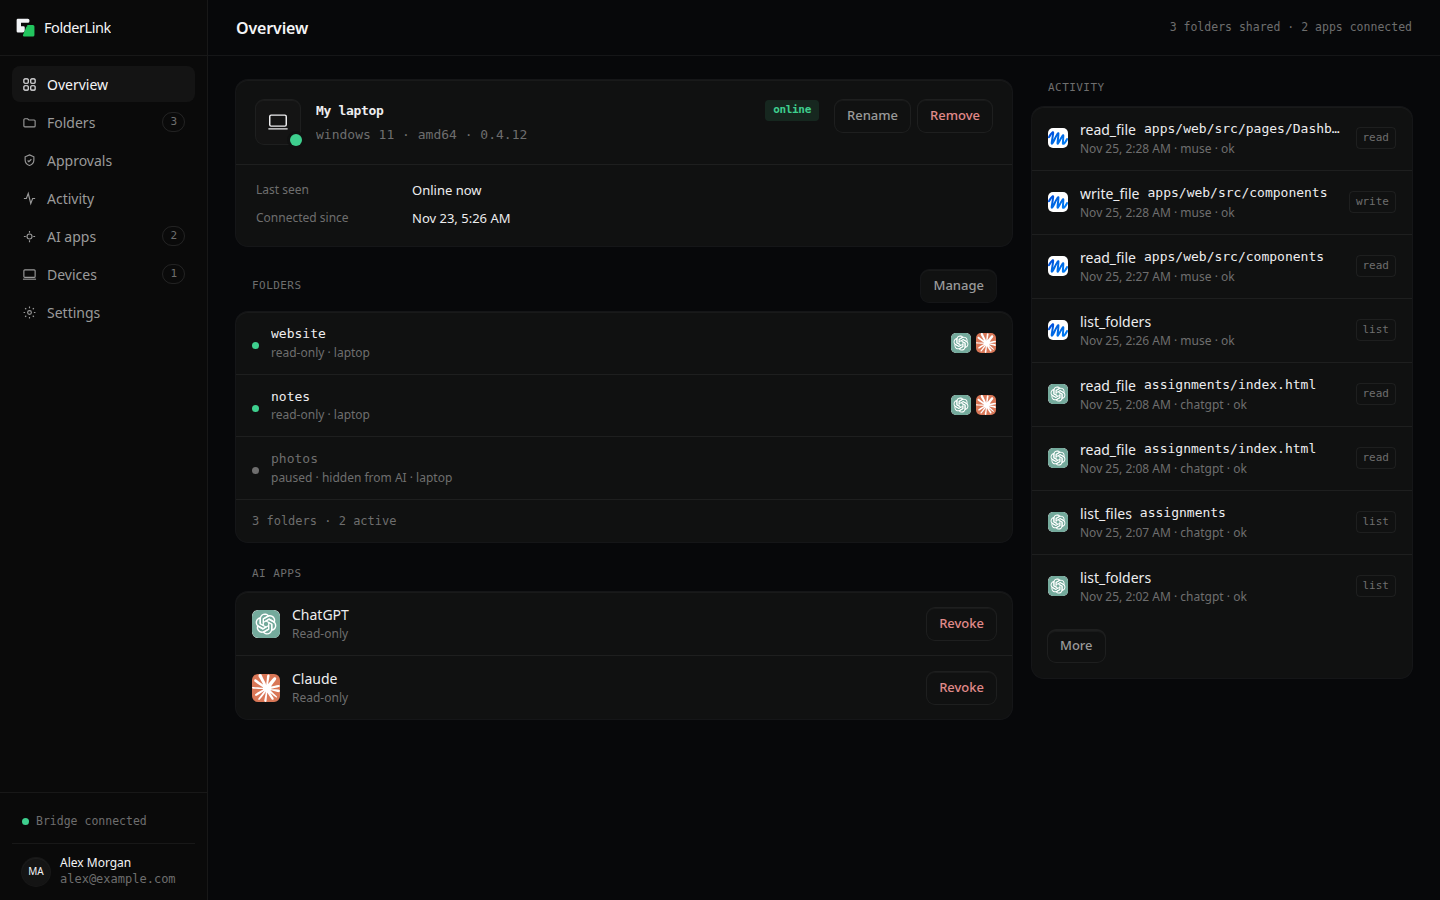 FolderLink
Overview
Folders 3
Approvals
Activity
AI apps 2
Devices 1
Settings
Bridge connected
MA
Alex Morgan
alex@example.com
Overview
3 folders shared · 2 apps connected
My laptop
windows 11 · amd64 · 0.4.12
online
Rename
Remove
Last seen Online now
Connected since Nov 23, 5:26 AM
FOLDERS
Manage
website
read-only · laptop
notes
read-only · laptop
photos
paused · hidden from AI · laptop
3 folders · 2 active
AI APPS
ChatGPT
Read-only
Revoke
Claude
Read-only
Revoke
ACTIVITY
read_file apps/web/src/pages/Dashb… read
Nov 25, 2:28 AM · muse · ok
write_file apps/web/src/components write
Nov 25, 2:28 AM · muse · ok
read_file apps/web/src/components read
Nov 25, 2:27 AM · muse · ok
list_folders list
Nov 25, 2:26 AM · muse · ok
read_file assignments/index.html read
Nov 25, 2:08 AM · chatgpt · ok
read_file assignments/index.html read
Nov 25, 2:08 AM · chatgpt · ok
list_files assignments list
Nov 25, 2:07 AM · chatgpt · ok
list_folders list
Nov 25, 2:02 AM · chatgpt · ok
More